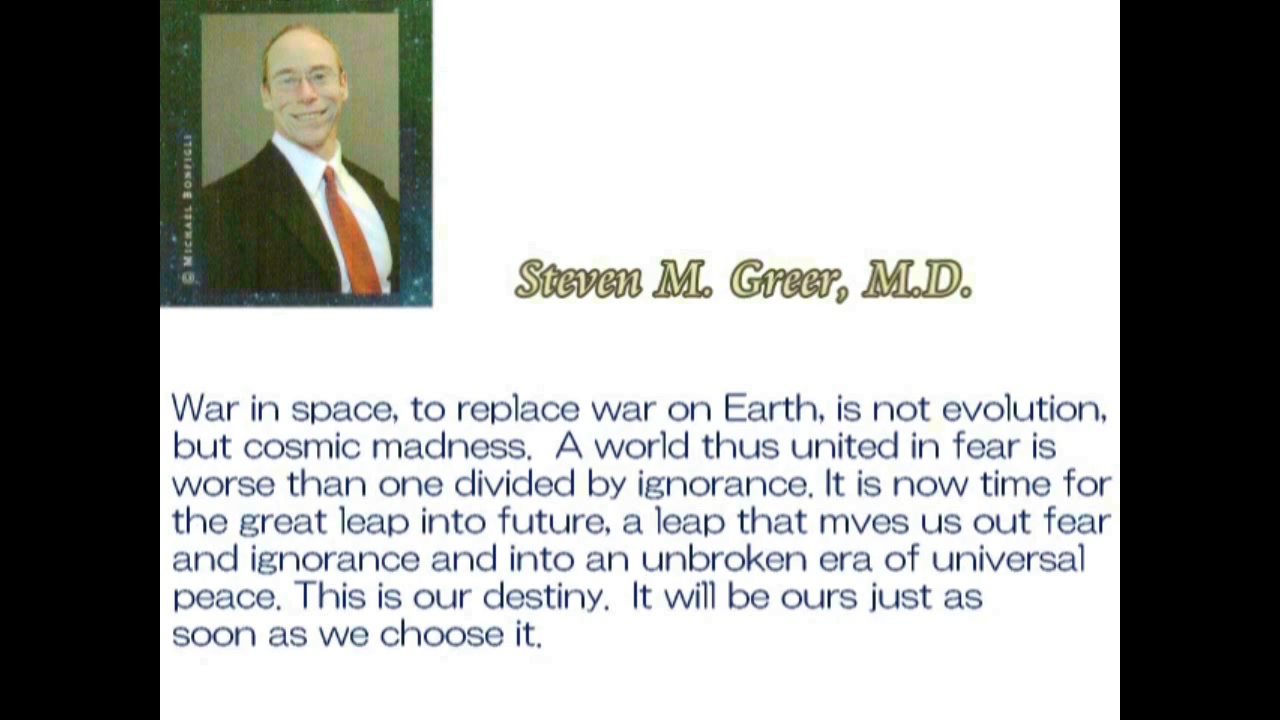 © MICHAEL BONFIGLI
Steven M. Greer, M.D.
War in space, to replace war on Earth, is not evolution,
but cosmic madness. A world thus united in fear is
worse than one divided by ignorance. It is now time for
the great leap into future, a leap that mves us out fear
and ignorance and into an unbroken era of universal
peace. This is our destiny. It will be ours just as
soon as we choose it.